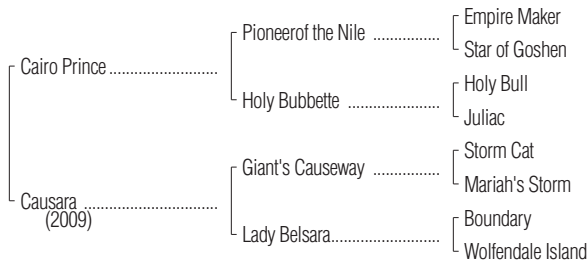 Empire Maker
Pioneerof the Nile ..................
Star of Goshen
Cairo Prince .............................
Holy Bull
Holy Bubbette ........................
Juliac
Storm Cat
Giant's Causeway ..................
Mariah's Storm
Causara ....................................
(2009)
Boundary
Lady Belsara.............................
Wolfendale Island